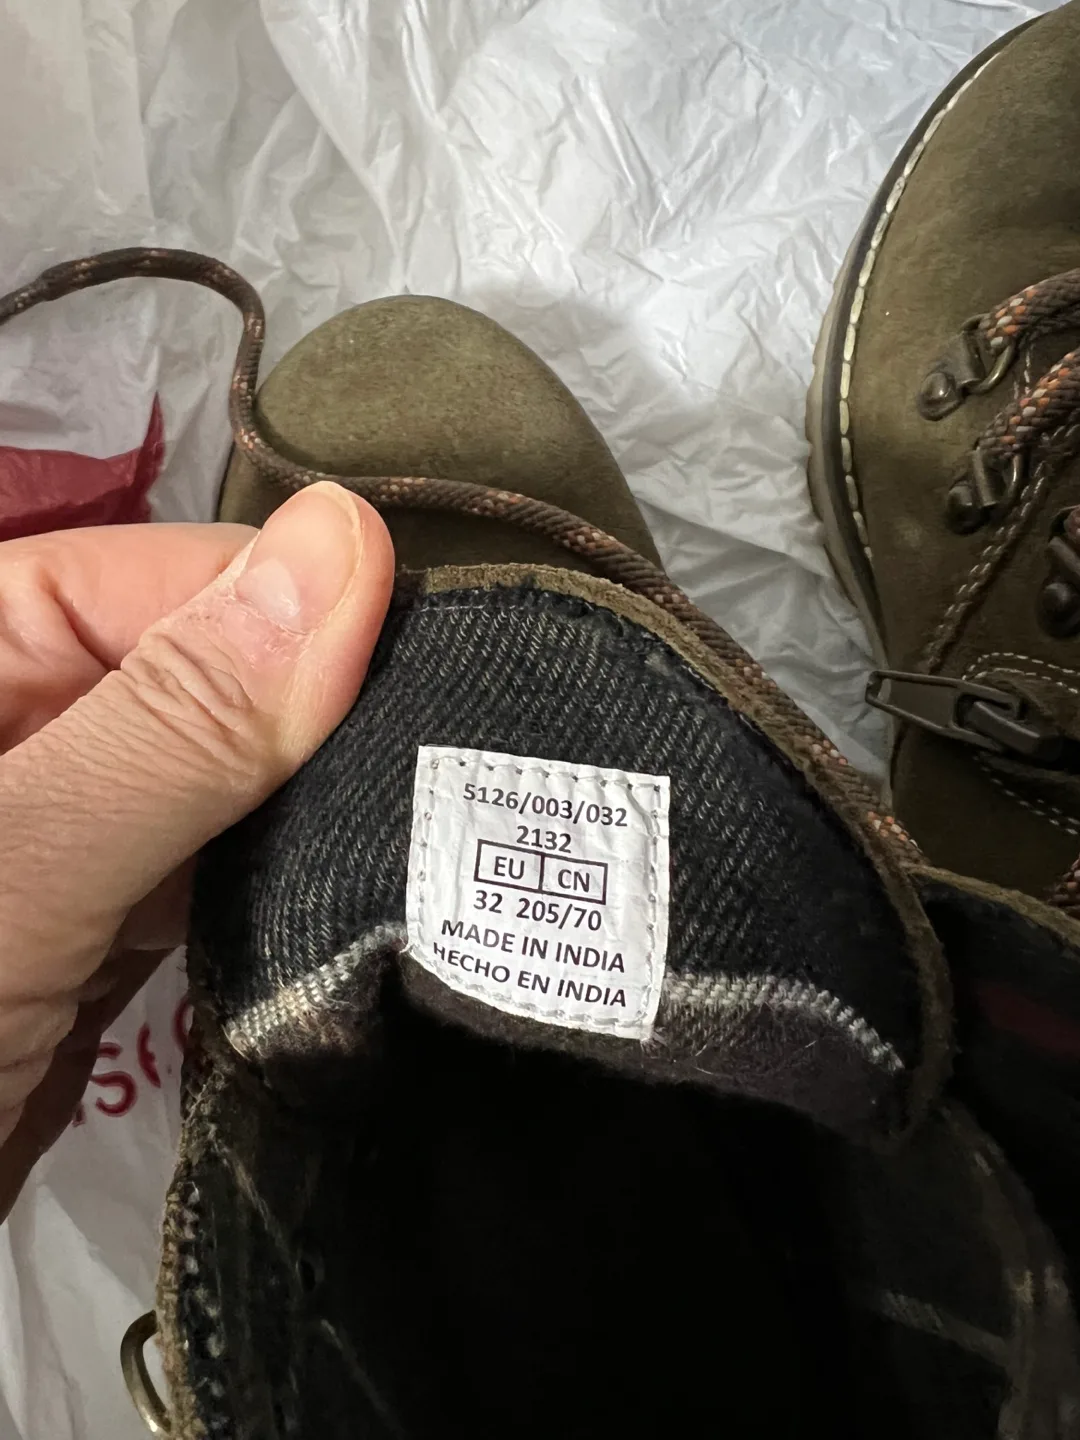 5126/003/032
2132
EU CN
32 205/70
MADE IN INDIA
HECHO EN INDIA